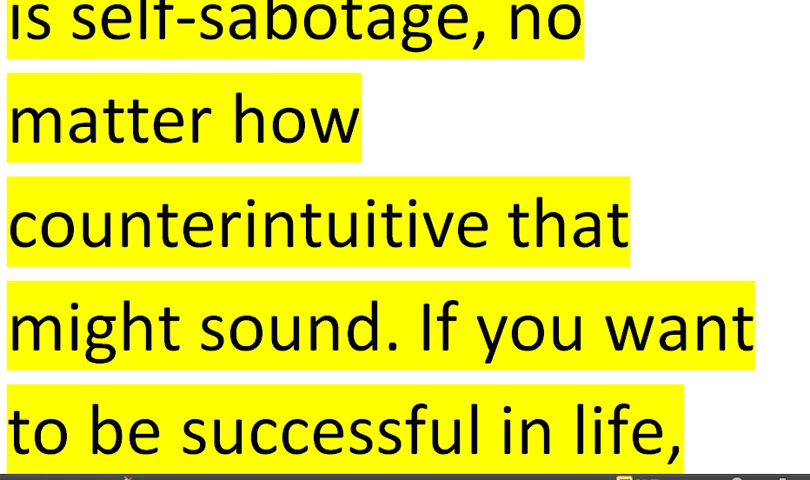 is self-sabotage, no
matter how
counterintuitive that
might sound. If you want
to be successful in life,